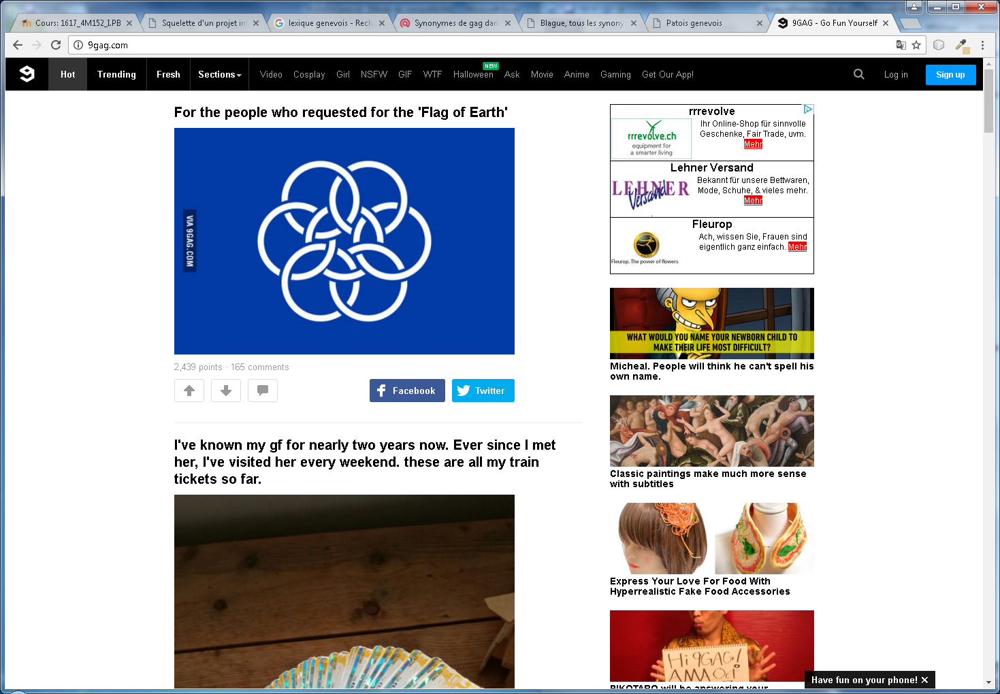 Cours: 1617_4M152_I.PB
Squelette d'un projet in
lexique genevois - Rech
Synonymes de gag dan
Blague, tous les synony
Patois genevois
9GAG - Go Fun Yourself
9gag.com
Hot
Trending
Fresh
Sections
Video
Cosplay
Girl
NSFW
GIF
WTF
Halloween
NEW
Ask
Movie
Anime
Gaming
Get Our App!
Log in
Sign up
For the people who requested for the 'Flag of Earth'
VIA 9GAG.COM
2,439 points · 165 comments
Facebook
Twitter
I've known my gf for nearly two years now. Ever since I met
her, I've visited her every weekend. these are all my train
tickets so far.
rrrevolve
rrrevolve.ch
equipment for
a smarter living
Ihr Online-Shop für sinnvolle
Geschenke, Fair Trade, uvm.
Mehr
Lehner Versand
LEHNER
Versand
Bekannt für unsere Bettwaren,
Mode, Schuhe, & vieles mehr.
Mehr
Fleurop
Fleurop. The power of flowers.
Ach, wissen Sie, Frauen sind
eigentlich ganz einfach. Mehr
WHAT WOULD YOU NAME YOUR NEWBORN CHILD TO
MAKE THEIR LIFE MOST DIFFICULT?
Micheal. People will think he can't spell his
own name.
Classic paintings make much more sense
with subtitles
Express Your Love For Food With
Hyperrealistic Fake Food Accessories
Hi 9GAG!
AMA Oct
PIKOTARO will be answering your
Have fun on your phone!